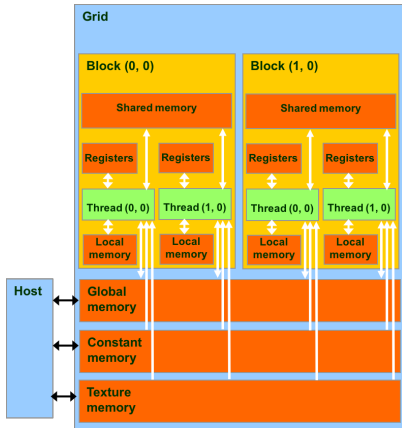 Grid
Block (0, 0)
Block (1, 0)
Shared memory
Shared memory
Registers
Registers
Registers
Registers
Thread (0, 0)
Thread (1, 0)
Thread (0, 0)
Thread (1, 0)
Local
memory
Local
memory
Local
memory
Local
memory
Host
Global
memory
Constant
memory
Texture
memory